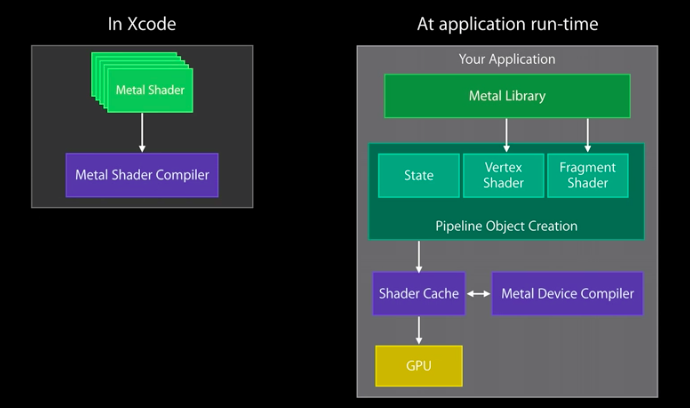 In Xcode
Metal Shader
Metal Shader Compiler
At application run-time
Your Application
Metal Library
State
Vertex
Shader
Fragment
Shader
Pipeline Object Creation
Shader Cache
Metal Device Compiler
GPU